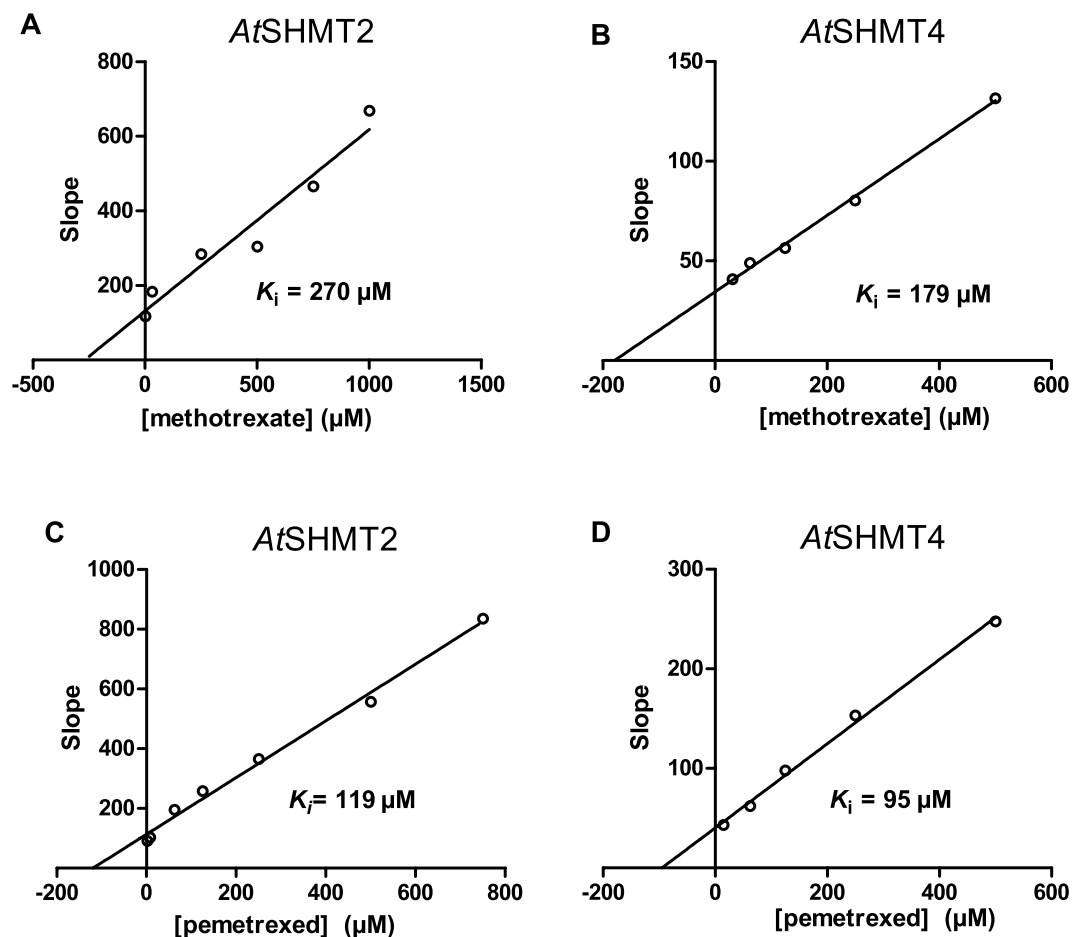 A
AtSHMT2
800
600
400
200
Slope
Ki = 270 µM
-500 0 500 1000 1500
[methotrexate] (µM)
B
AtSHMT4
150
100
50
Slope
Ki = 179 µM
-200 0 200 400 600
[methotrexate] (µM)
C
AtSHMT2
1000
800
600
400
200
Slope
Ki= 119 µM
-200 0 200 400 600 800
[pemetrexed] (µM)
D
AtSHMT4
300
200
100
Slope
Ki = 95 µM
-200 0 200 400 600
[pemetrexed] (µM)